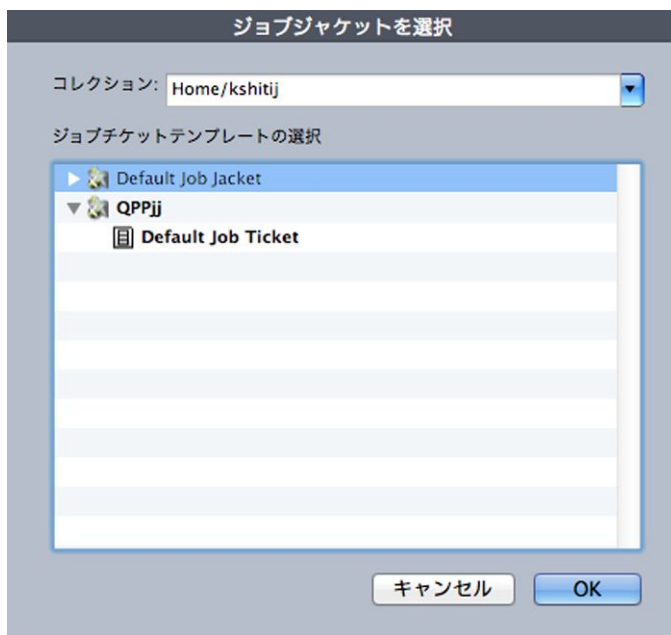 ジョブジャケットを選択
コレクション: Home/kshitij
ジョブチケットテンプレートの選択
Default Job Jacket
QPPjj
Default Job Ticket
キャンセル OK